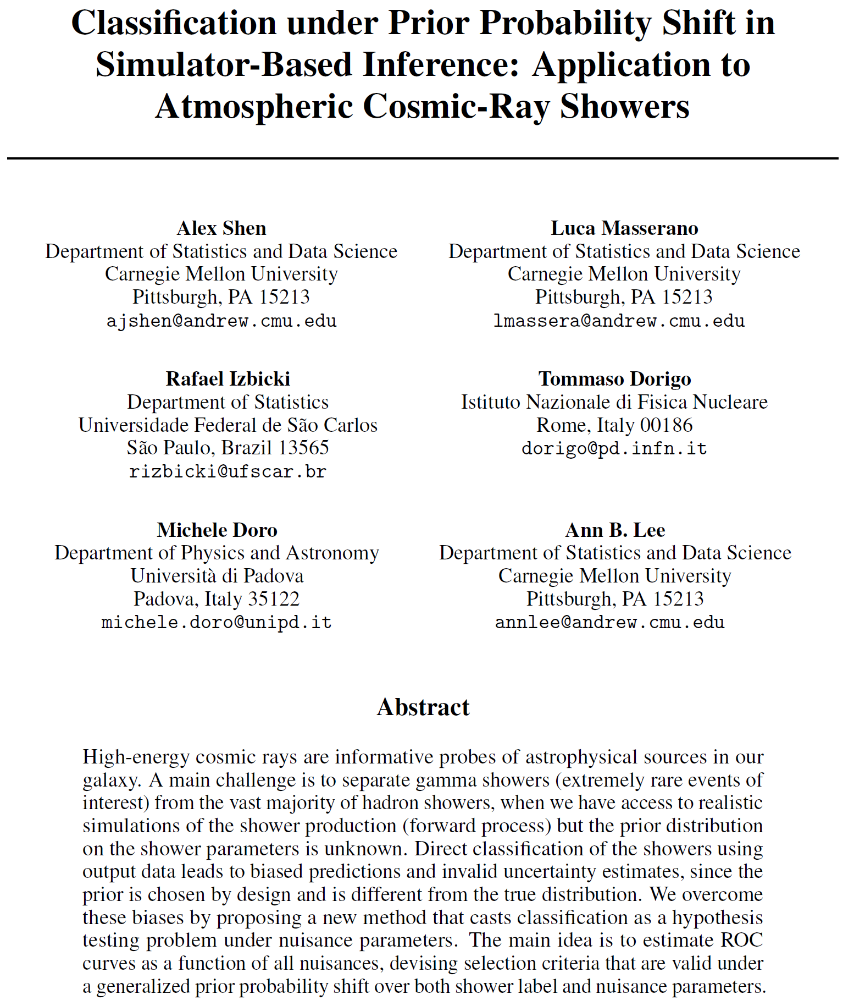 Classification under Prior Probability Shift in
Simulator-Based Inference: Application to
Atmospheric Cosmic-Ray Showers
Alex Shen
Department of Statistics and Data Science
Carnegie Mellon University
Pittsburgh, PA 15213
ajshen@andrew.cmu.edu
Luca Masserano
Department of Statistics and Data Science
Carnegie Mellon University
Pittsburgh, PA 15213
lmassera@andrew.cmu.edu
Rafael Izbicki
Department of Statistics
Universidade Federal de São Carlos
São Paulo, Brazil 13565
rizbicki@ufscar.br
Tommaso Dorigo
Istituto Nazionale di Fisica Nucleare
Rome, Italy 00186
dorigo@pd.infn.it
Michele Doro
Department of Physics and Astronomy
Università di Padova
Padova, Italy 35122
michele.doro@unipd.it
Ann B. Lee
Department of Statistics and Data Science
Carnegie Mellon University
Pittsburgh, PA 15213
annlee@andrew.cmu.edu
Abstract
High-energy cosmic rays are informative probes of astrophysical sources in our
galaxy. A main challenge is to separate gamma showers (extremely rare events of
interest) from the vast majority of hadron showers, when we have access to realistic
simulations of the shower production (forward process) but the prior distribution
on the shower parameters is unknown. Direct classification of the showers using
output data leads to biased predictions and invalid uncertainty estimates, since the
prior is chosen by design and is different from the true distribution. We overcome
these biases by proposing a new method that casts classification as a hypothesis
testing problem under nuisance parameters. The main idea is to estimate ROC
curves as a function of all nuisances, devising selection criteria that are valid under
a generalized prior probability shift over both shower label and nuisance parameters.